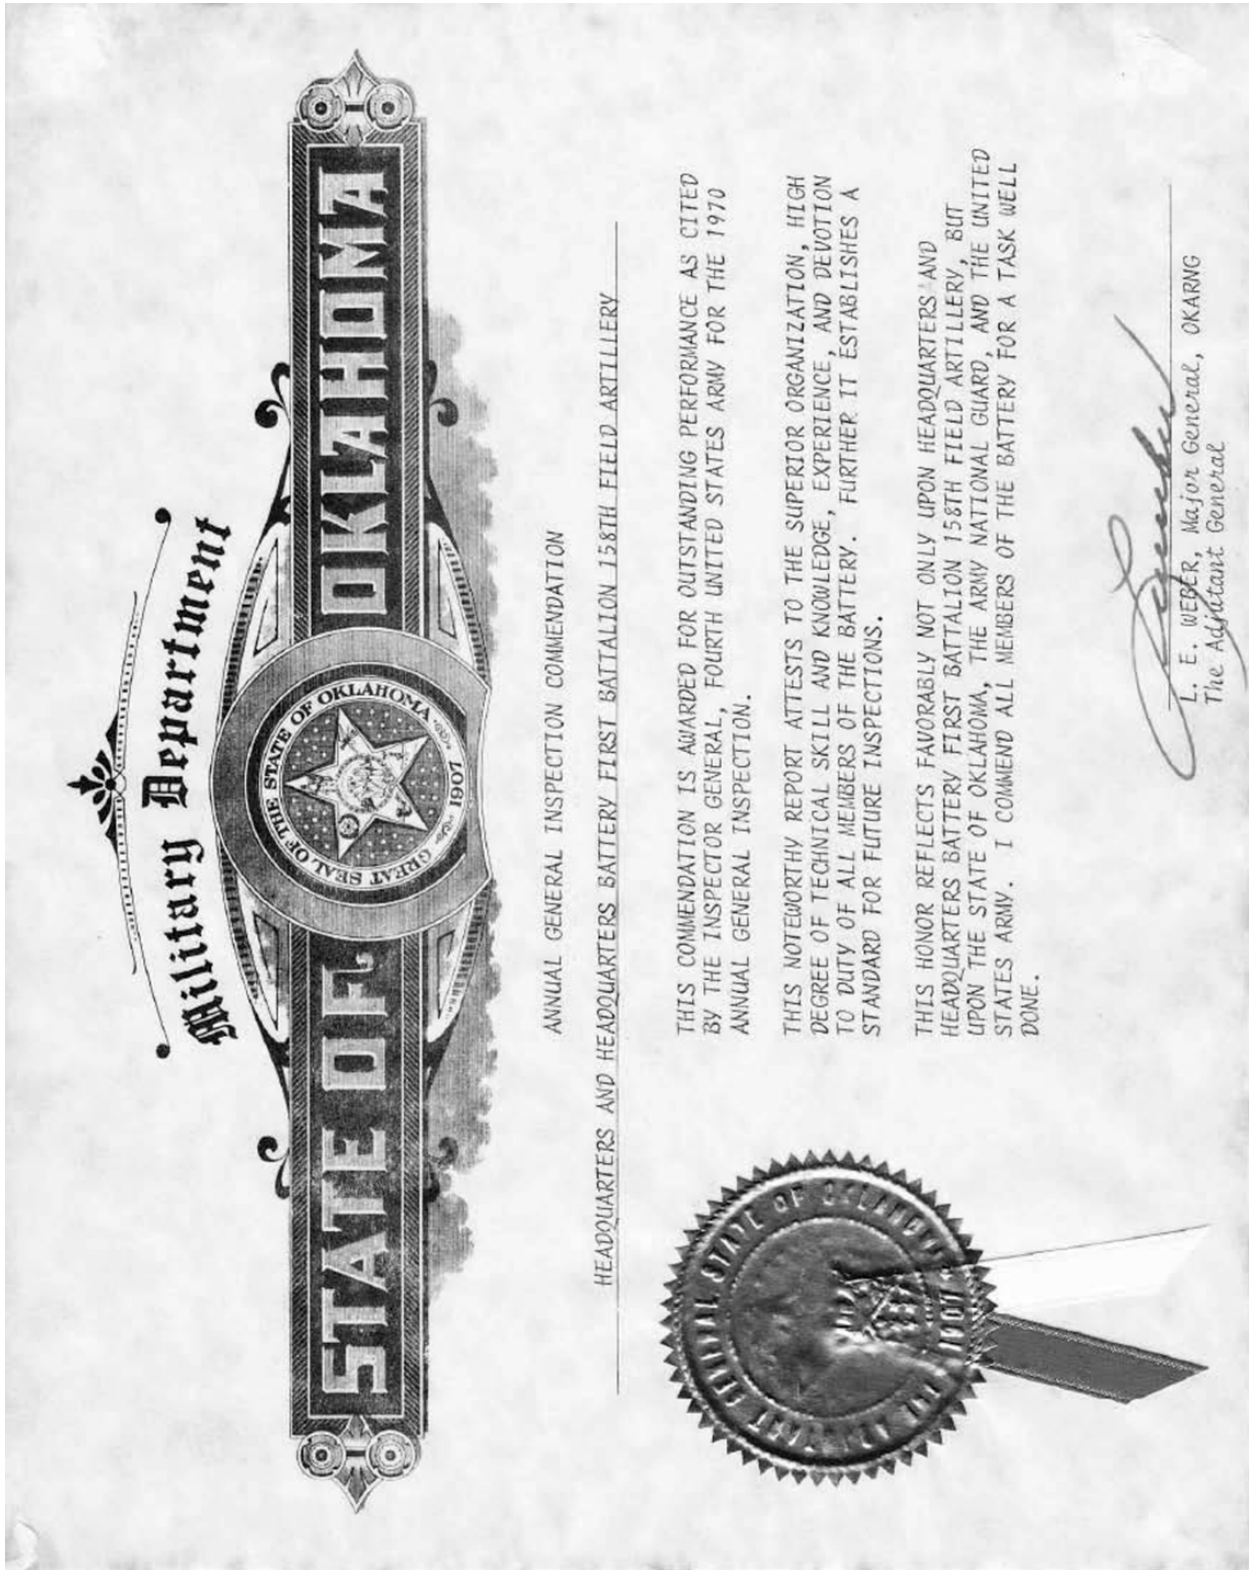 Military Department
STATE OF OKLAHOMA
GREAT SEAL OF THE STATE OF OKLAHOMA
1907
ANNUAL GENERAL INSPECTION COMMENDATION
HEADQUARTERS AND HEADQUARTERS BATTERY FIRST BATTALION 158TH FIELD ARTILLERY
THIS COMMENDATION IS AWARDED FOR OUTSTANDING PERFORMANCE AS CITED
BY THE INSPECTOR GENERAL, FOURTH UNITED STATES ARMY FOR THE 1970
ANNUAL GENERAL INSPECTION.
THIS NOTEWORTHY REPORT ATTESTS TO THE SUPERIOR ORGANIZATION, HIGH
DEGREE OF TECHNICAL SKILL AND KNOWLEDGE, EXPERIENCE, AND DEVOTION
TO DUTY OF ALL MEMBERS OF THE BATTERY. FURTHER IT ESTABLISHES A
STANDARD FOR FUTURE INSPECTIONS.
THIS HONOR REFLECTS FAVORABLY NOT ONLY UPON HEADQUARTERS AND
HEADQUARTERS BATTERY FIRST BATTALION 158TH FIELD ARTILLERY, BUT
UPON THE STATE OF OKLAHOMA, THE ARMY NATIONAL GUARD, AND THE UNITED
STATES ARMY. I COMMEND ALL MEMBERS OF THE BATTERY FOR A TASK WELL
DONE.
THE ADJUTANT GENERAL STATE OF OKLAHOMA
1907
L. E. WEBER, Major General, OKARNG
The Adjutant General